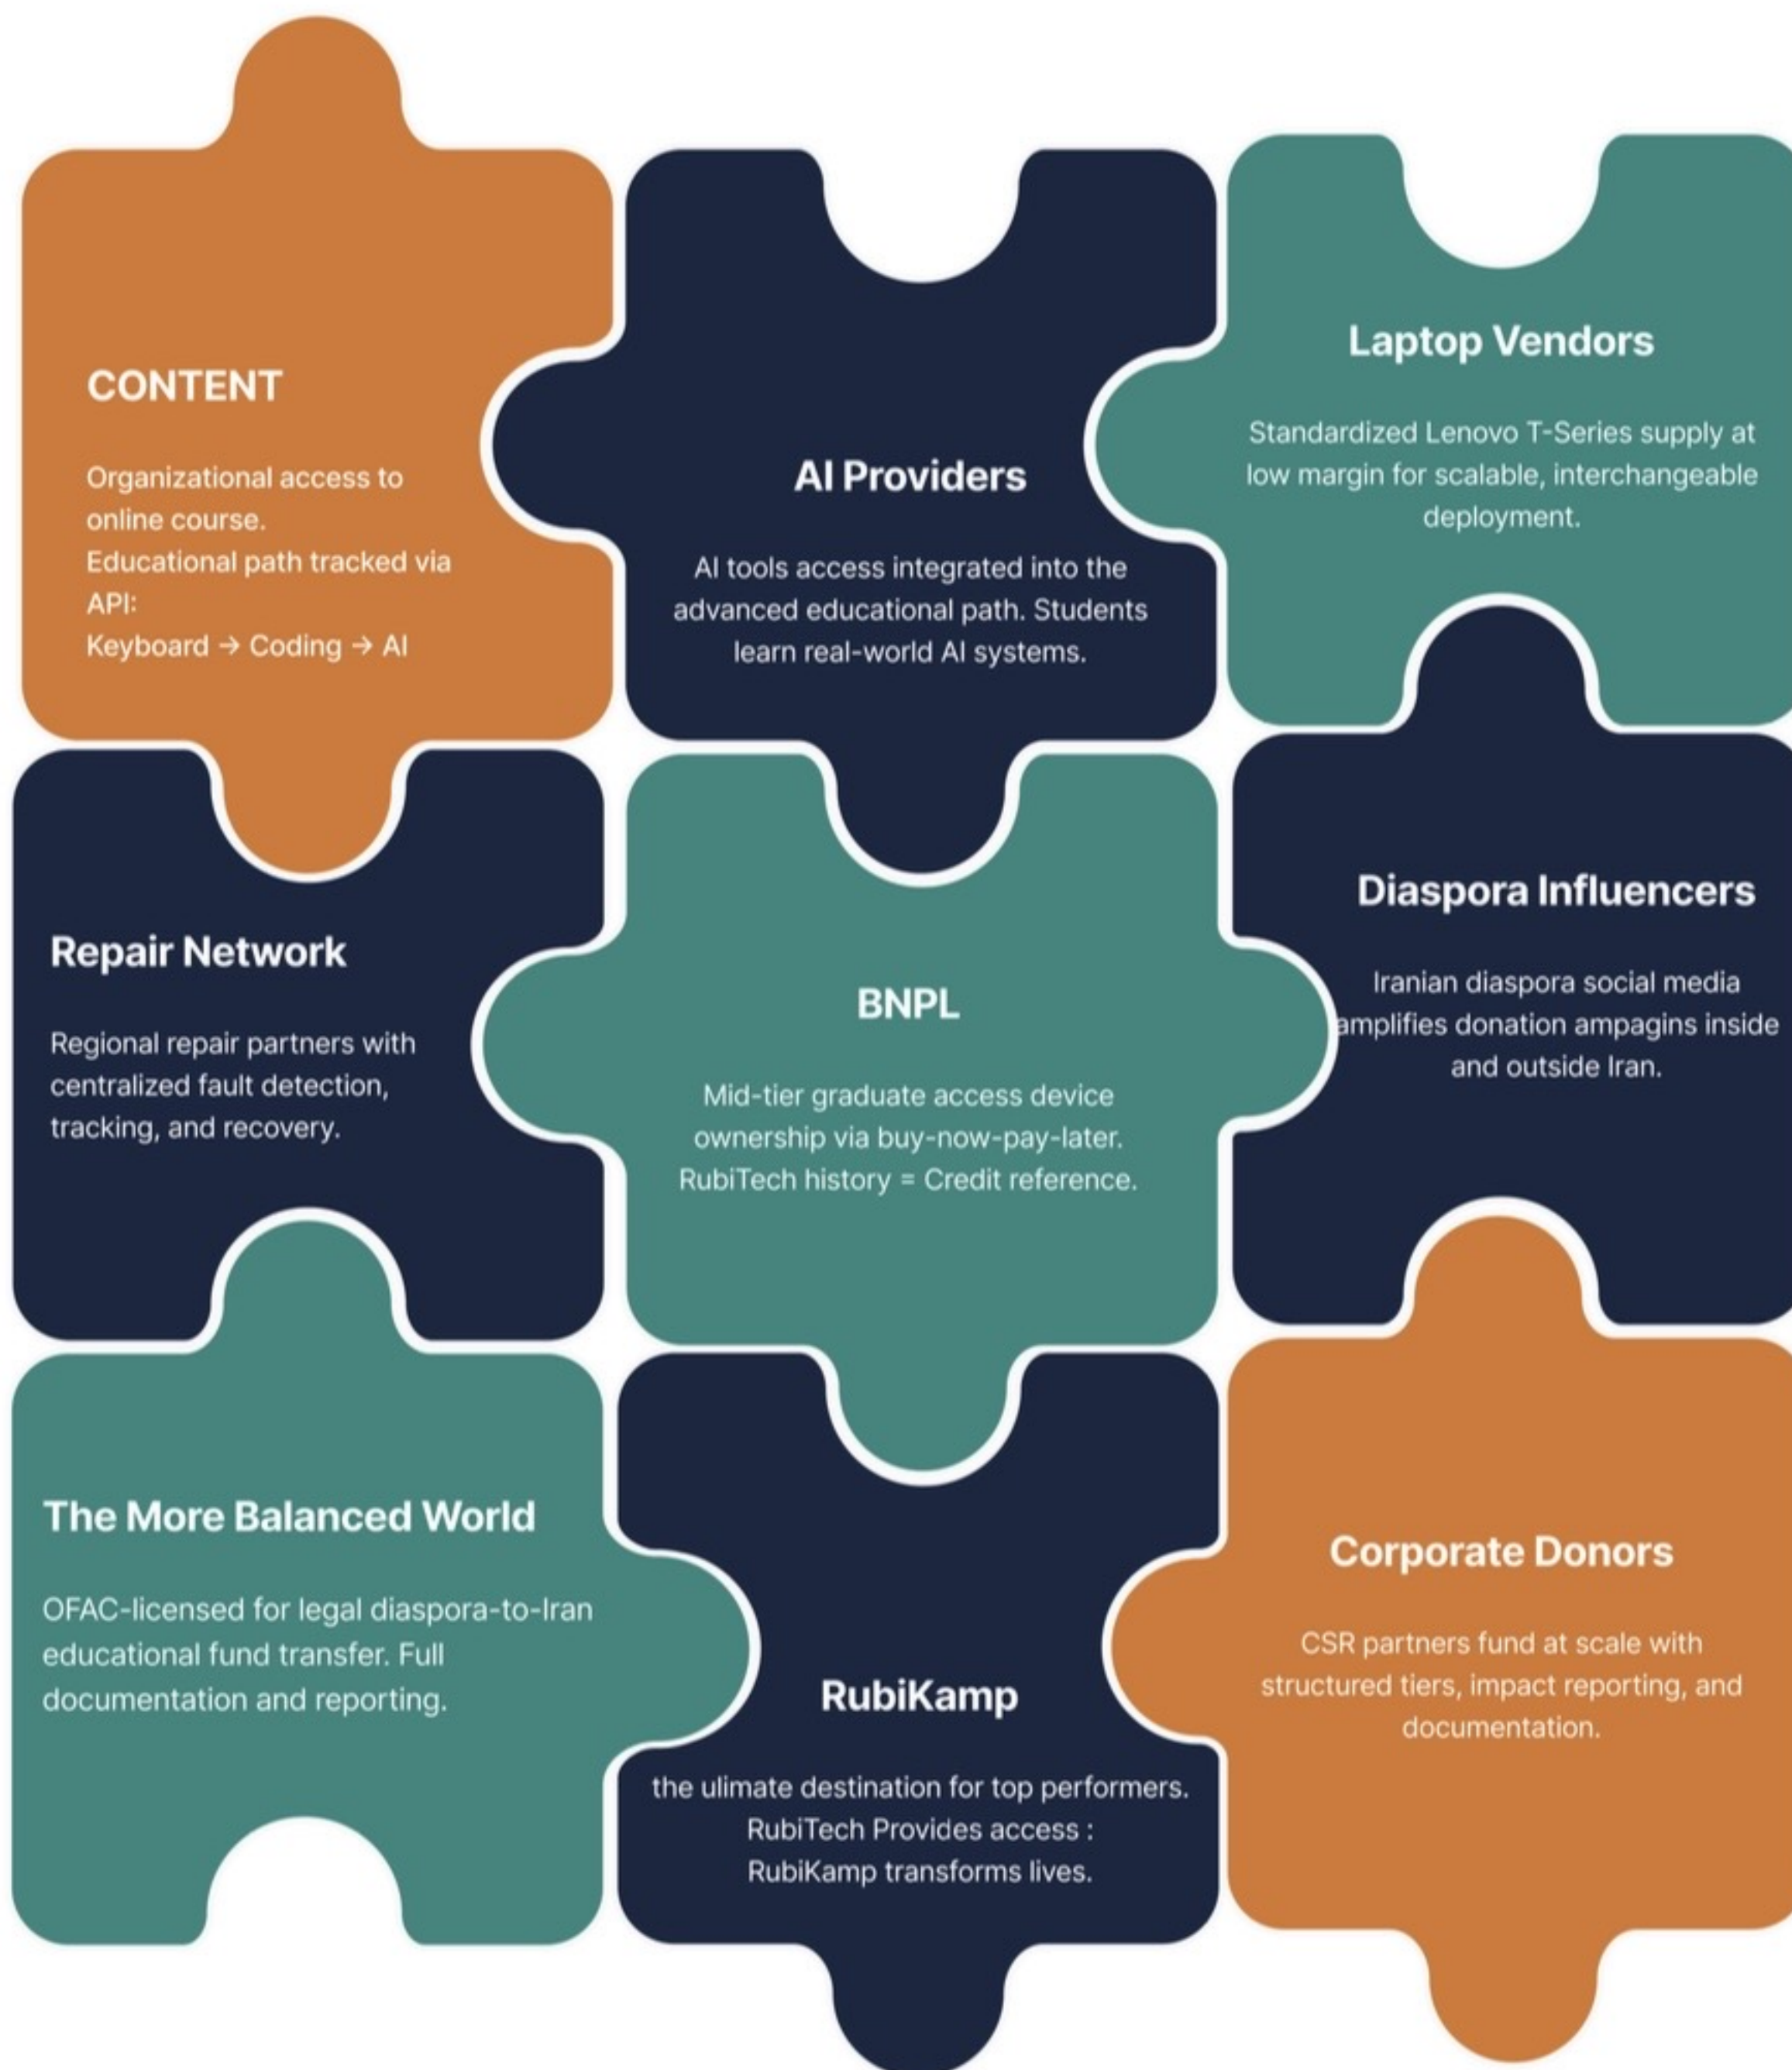 CONTENT
Organizational access to
online course.
Educational path tracked via
API:
Keyboard → Coding → AI
AI Providers
AI tools access integrated into the
advanced educational path. Students
learn real-world AI systems.
Laptop Vendors
Standardized Lenovo T-Series supply at
low margin for scalable, interchangeable
deployment.
Repair Network
Regional repair partners with
centralized fault detection,
tracking, and recovery.
BNPL
Mid-tier graduate access device
ownership via buy-now-pay-later.
RubiTech history = Credit reference.
Diaspora Influencers
Iranian diaspora social media
amplifies donation ampagins inside
and outside Iran.
The More Balanced World
OFAC-licensed for legal diaspora-to-Iran
educational fund transfer. Full
documentation and reporting.
RubiKamp
the ulimate destination for top performers.
RubiTech Provides access :
RubiKamp transforms lives.
Corporate Donors
CSR partners fund at scale with
structured tiers, impact reporting, and
documentation.